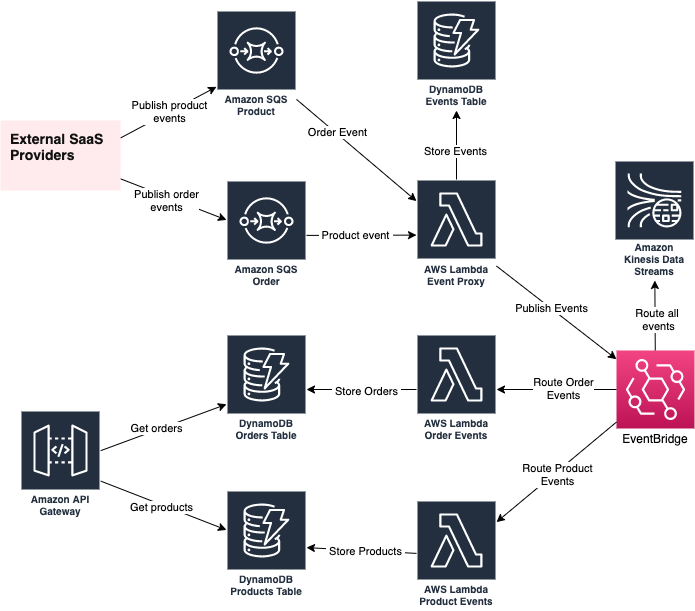 Amazon SQS
Product
DynamoDB
Events Table
Publish product
events
Order Event
External SaaS
Providers
Store Events
Publish order
events
Product event
Amazon SQS
Order
AWS Lambda
Event Proxy
Amazon
Kinesis Data
Streams
Publish Events
Route all
events
Store Orders
Route Order
Events
DynamoDB
Orders Table
AWS Lambda
Order Events
EventBridge
Get orders
Route Product
Events
Amazon API
Gateway
Get products
Store Products
DynamoDB
Products Table
AWS Lambda
Product Events